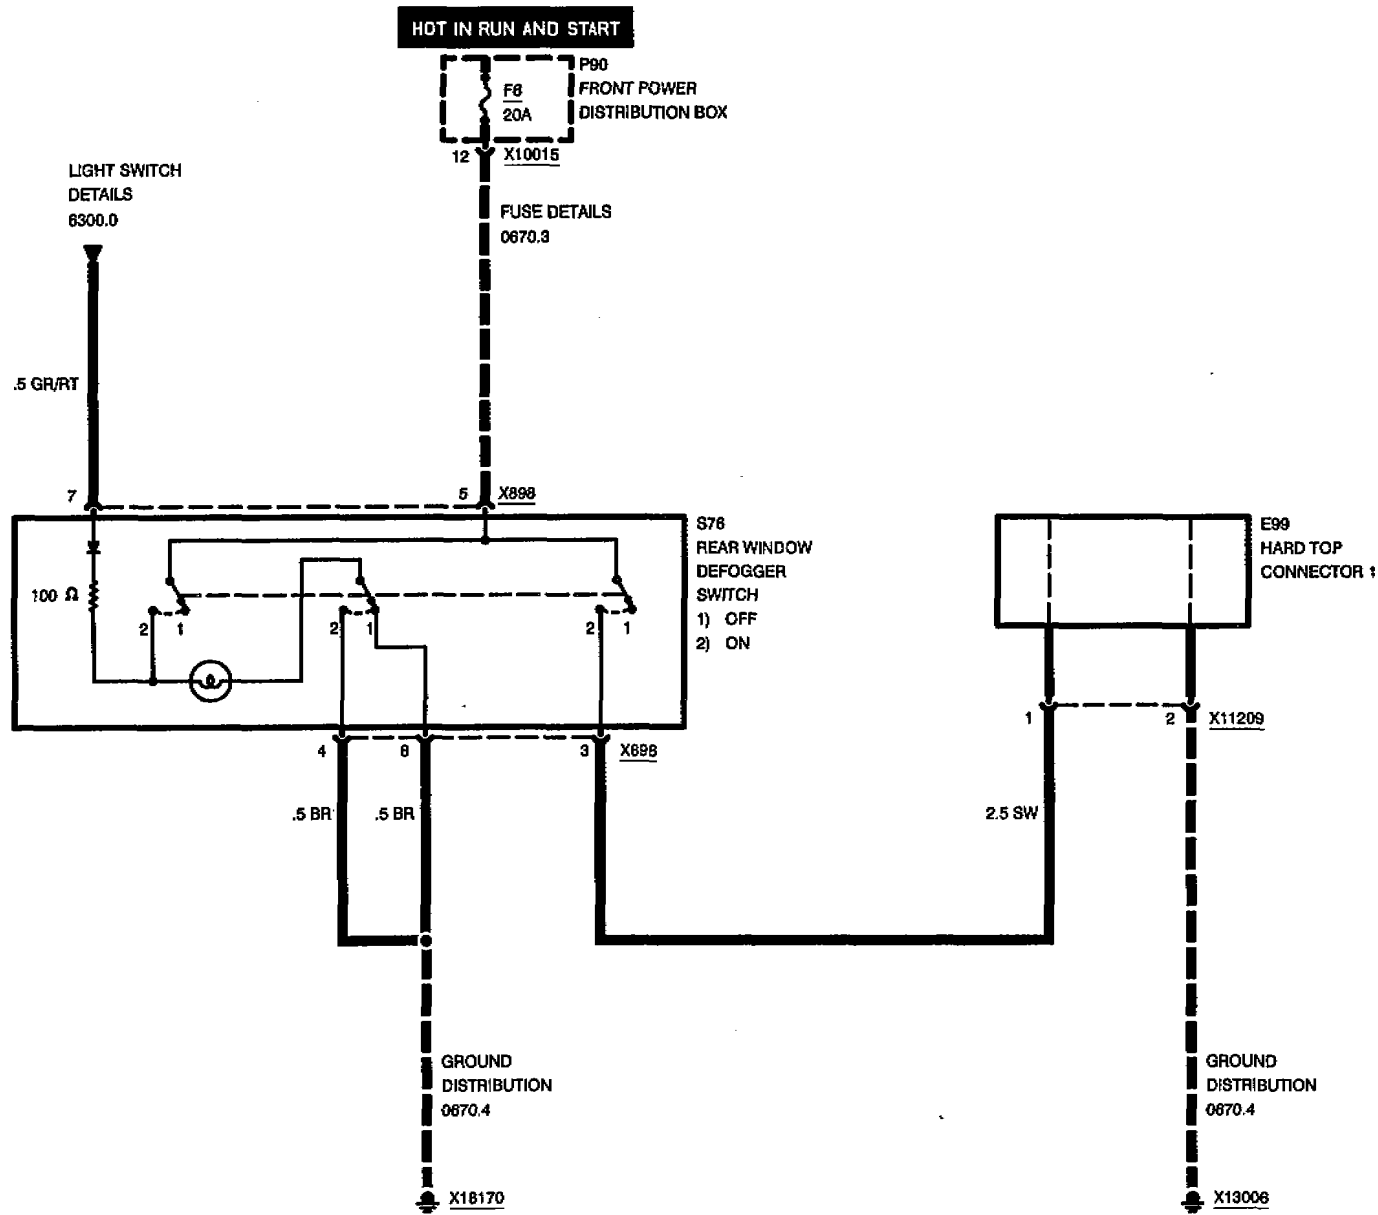 HOT IN RUN AND START
P90
FRONT POWER
DISTRIBUTION BOX
F6
20A
12
X10015
LIGHT SWITCH
DETAILS
6300.0
FUSE DETAILS
0670.3
.5 GR/RT
7
5
X898
S76
REAR WINDOW
DEFOGGER
SWITCH
1) OFF
2) ON
E99
HARD TOP
CONNECTOR
100 Ω
2
1
2
1
2
1
4
6
3
X698
1
2
X11209
.5 BR
.5 BR
2.5 SW
GROUND
DISTRIBUTION
0670.4
GROUND
DISTRIBUTION
0670.4
X18170
X13006